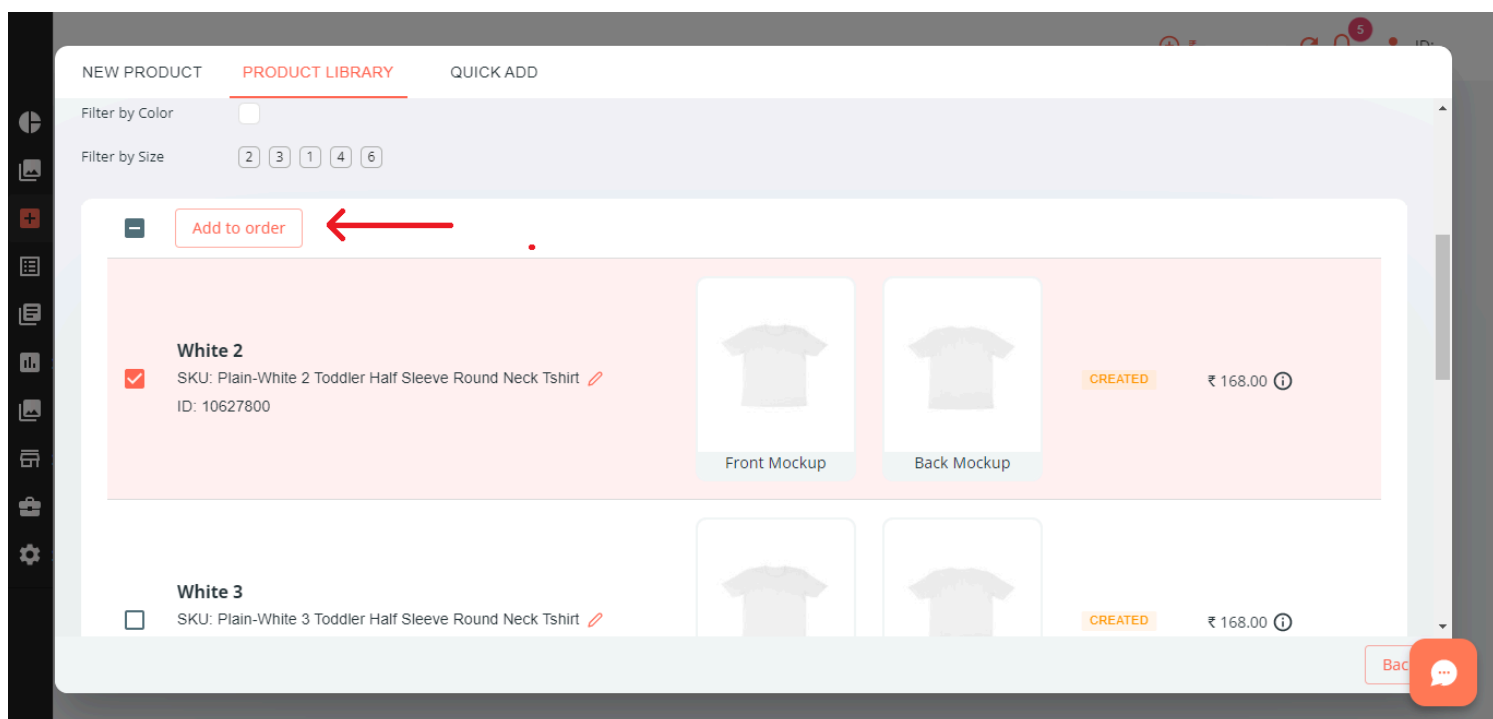 5
ID:
NEW PRODUCT PRODUCT LIBRARY QUICK ADD
Filter by Color
Filter by Size 2 3 1 4 6
Add to order
White 2
SKU: Plain-White 2 Toddler Half Sleeve Round Neck Tshirt
ID: 10627800
Front Mockup Back Mockup
CREATED ₹ 168.00
White 3
SKU: Plain-White 3 Toddler Half Sleeve Round Neck Tshirt
CREATED ₹ 168.00
Bac